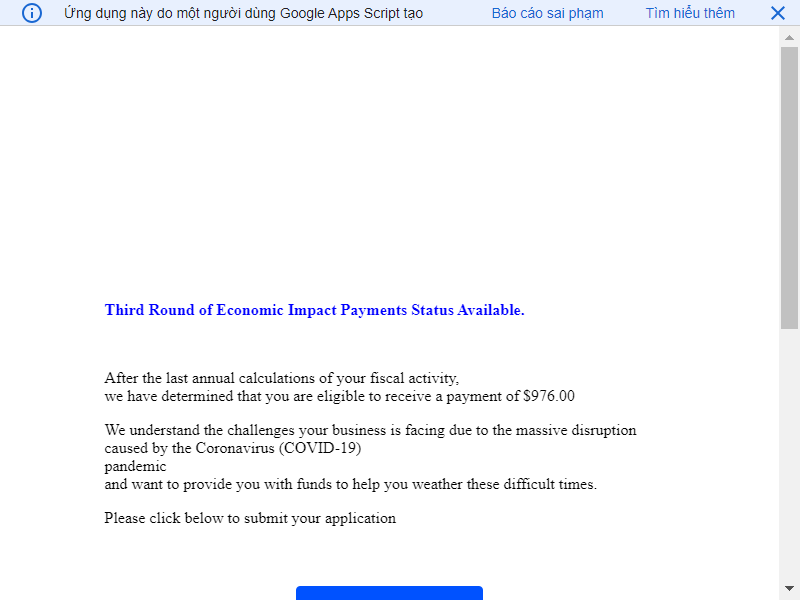 Ứng dụng này do một người dùng Google Apps Script tạo
Báo cáo sai phạm
Tìm hiểu thêm
Third Round of Economic Impact Payments Status Available.
After the last annual calculations of your fiscal activity,
we have determined that you are eligible to receive a payment of $976.00
We understand the challenges your business is facing due to the massive disruption
caused by the Coronavirus (COVID-19)
pandemic
and want to provide you with funds to help you weather these difficult times.
Please click below to submit your application